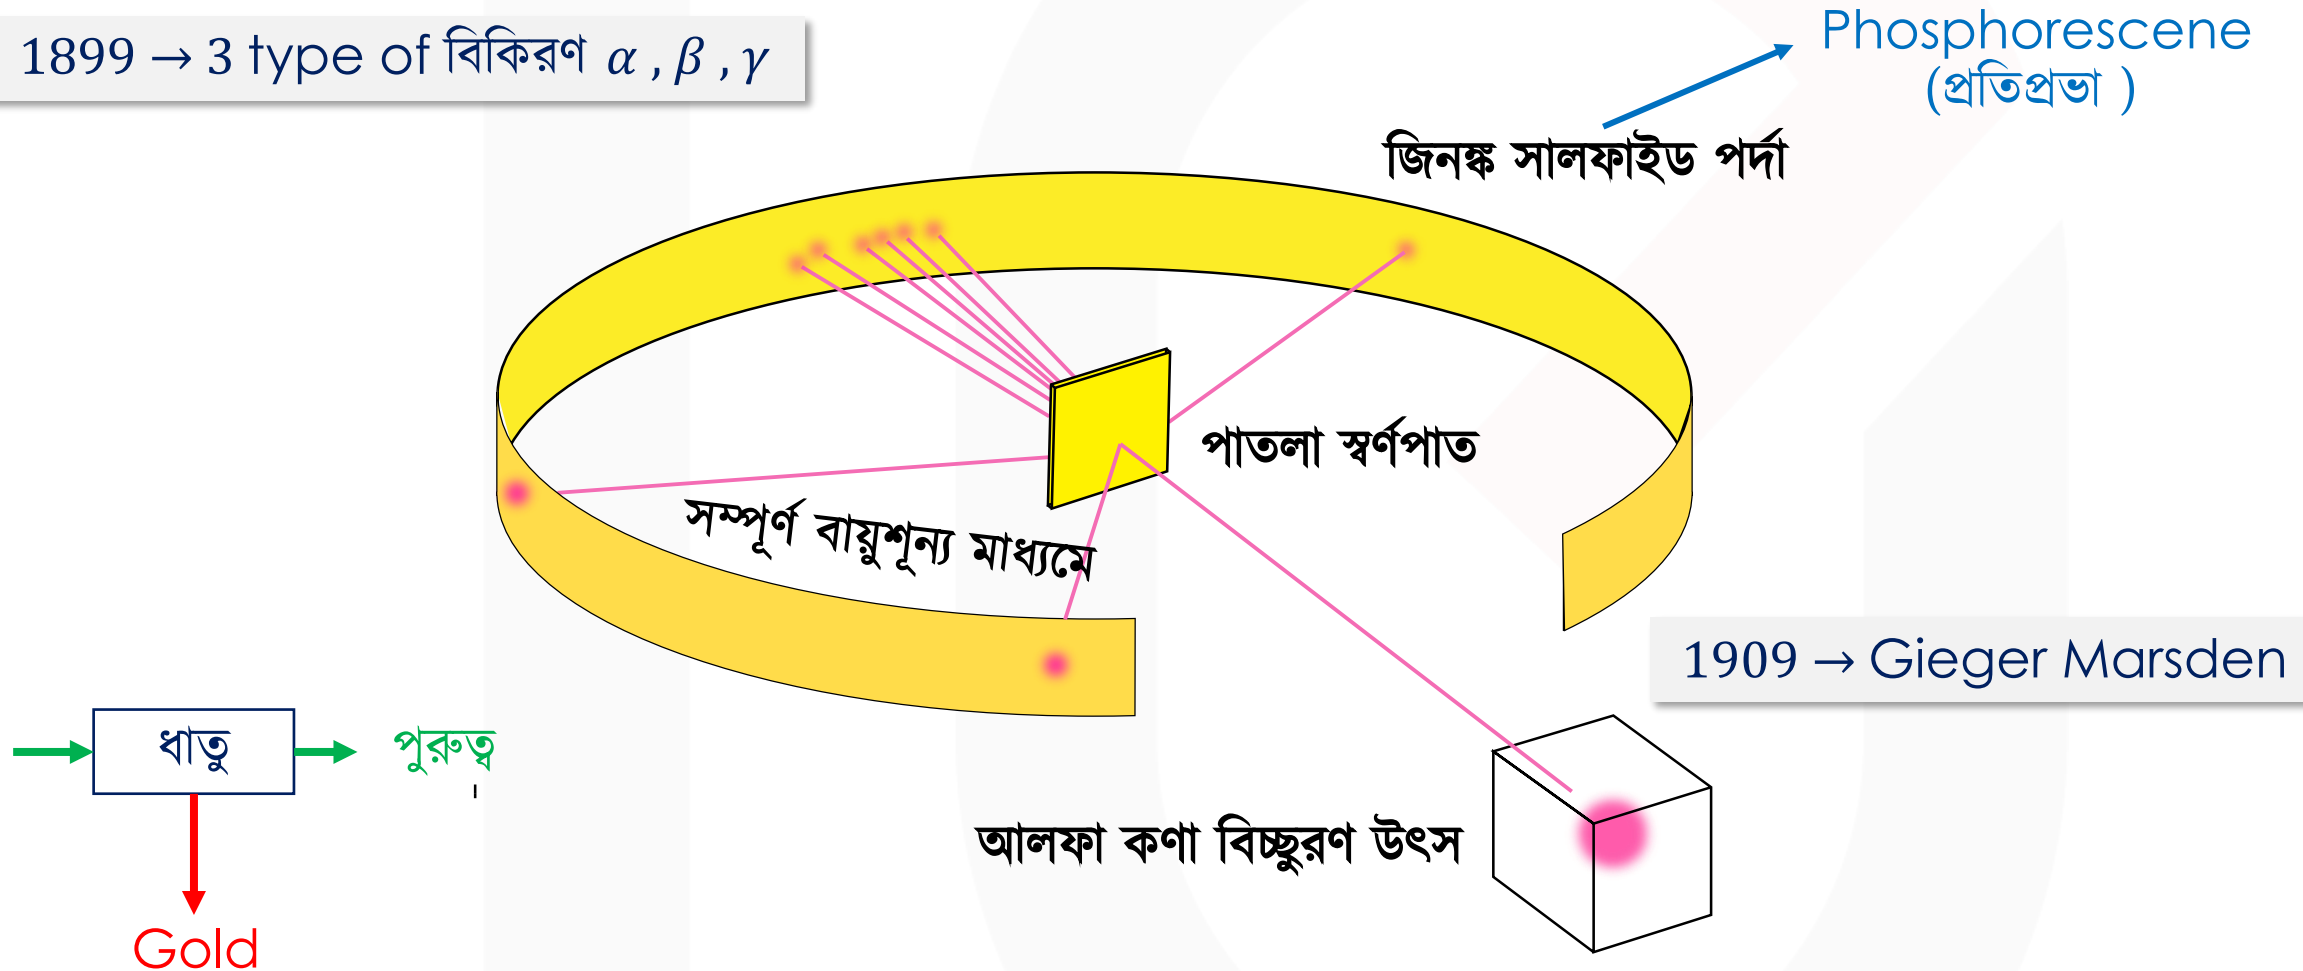 1899 → 3 type of বিকিরণ α , β , γ
Phosphorescene
(প্রতিপ্রভা )
জিনঙ্ক সালফাইড পর্দা
পাতলা স্বর্ণপাত
সম্পূর্ণ বায়ুশূন্য মাধ্যমে
1909 → Gieger Marsden
ধাতু
পুরুত্ব
আলফা কণা বিচ্ছুরণ উৎস
Gold